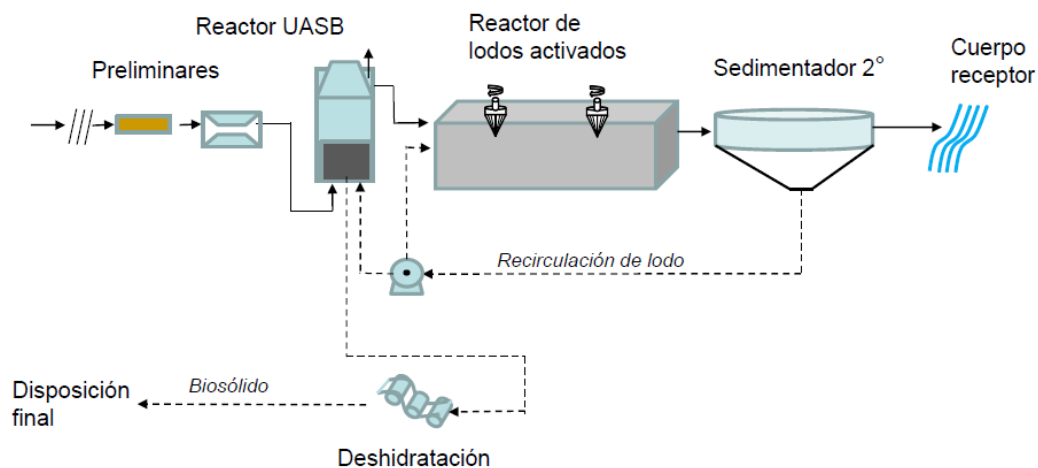 Reactor UASB
Preliminares
Reactor de
lodos activados
Sedimentador 2°
Cuerpo
receptor
Recirculación de lodo
Disposición
final
Biosólido
Deshidratación